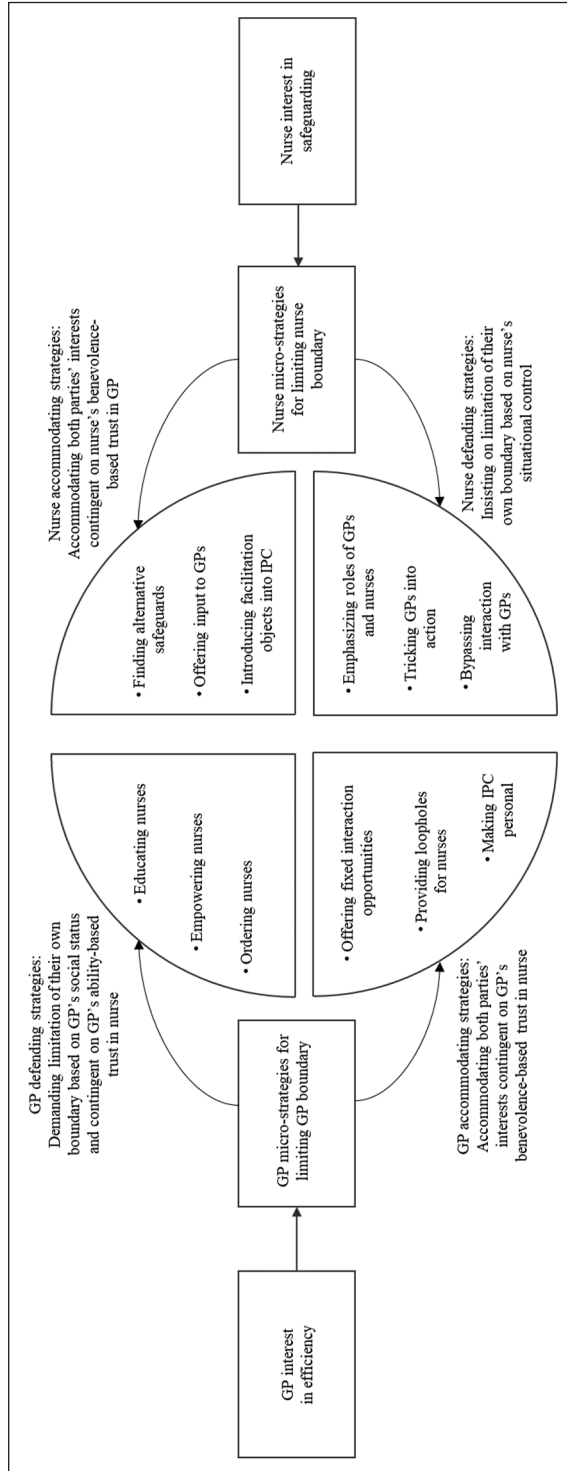 GP interest
in efficiency
GP micro-strategies for
limiting GP boundary
GP defending strategies:
Demanding limitation of their own
boundary based on GP's social status
and contingent on GP's ability-based
trust in nurse
• Educating nurses
• Empowering nurses
• Ordering nurses
• Offering fixed interaction
opportunities
• Providing loopholes
for nurses
• Making IPC
personal
GP accommodating strategies:
Accommodating both parties'
interests contingent on GP's
benevolence-based trust in nurse
Nurse accommodating strategies:
Accommodating both parties' interests
contingent on nurse's benevolence-
based trust in GP
• Finding alternative
safeguards
• Offering input to GPs
• Introducing facilitation
objects into IPC
• Emphasizing roles of GPs
and nurses
• Tricking GPs into
action
• Bypassing
interaction
with GPs
Nurse defending strategies:
Insisting on limitation of their
own boundary based on nurse's
situational control
Nurse micro-strategies
for limiting nurse
boundary
Nurse interest in
safeguarding